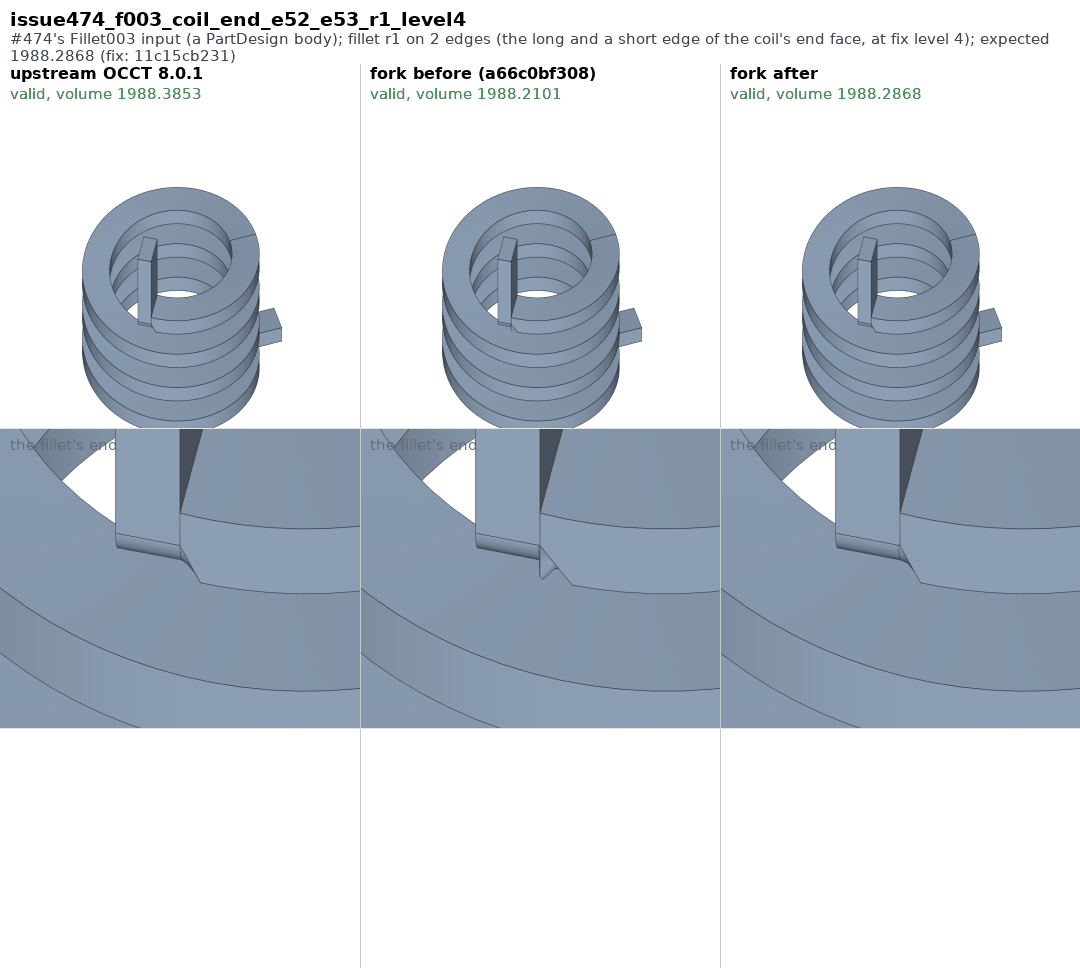 issue474_f003_coil_end_e52_e53_r1_level4
#474's Fillet003 input (a PartDesign body); fillet r1 on 2 edges (the long and a short edge of the coil's end face, at fix level 4); expected
1988.2868 (fix: 11c15cb231)
upstream OCCT 8.0.1
valid, volume 1988.3853
fork before (a66c0bf308)
valid, volume 1988.2101
fork after
valid, volume 1988.2868
the fillet's end
the fillet's end
the fillet's end